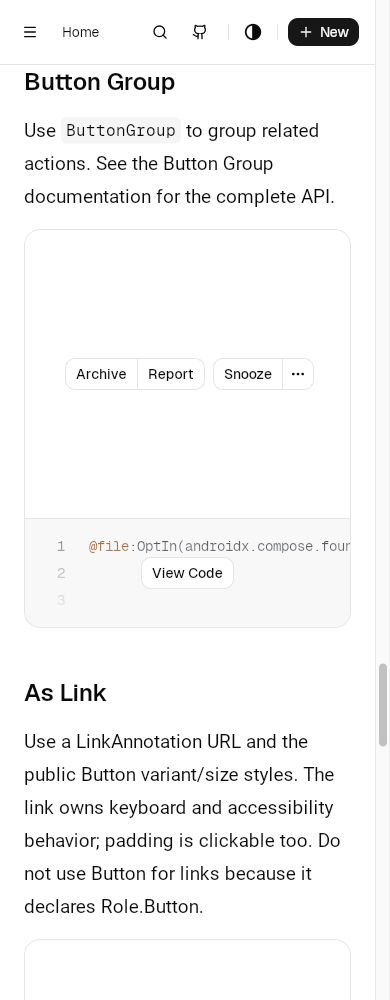 Home
New
Button Group
Use ButtonGroup to group related
actions. See the Button Group
documentation for the complete API.
Archive Report Snooze ···
1 @file:OptIn(androidx.compose.four
2
View Code
3
As Link
Use a LinkAnnotation URL and the
public Button variant/size styles. The
link owns keyboard and accessibility
behavior; padding is clickable too. Do
not use Button for links because it
declares Role.Button.